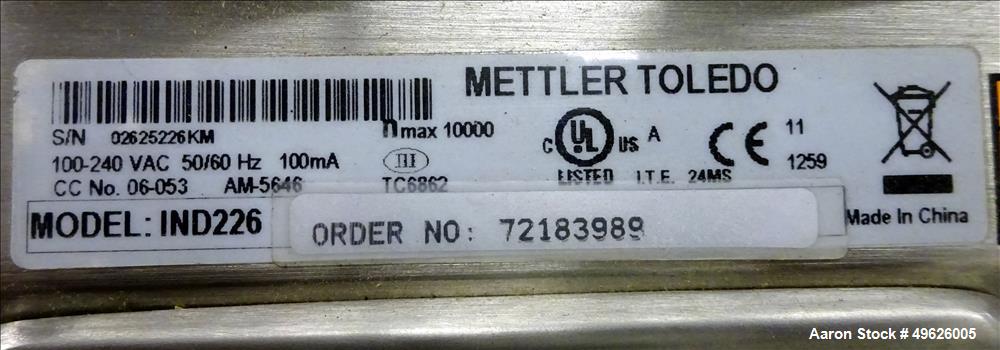 METTLER TOLEDO
S/N 02625226KM
nmax 10000
100-240 VAC 50/60 Hz 100mA
III
CC No. 06-053 AM-5646 TC6862
C UL US A
LISTED I.T.E. 24MS
CE 11
1259
MODEL: IND226
ORDER NO: 72183989
Made In China
Aaron Stock # 49626005